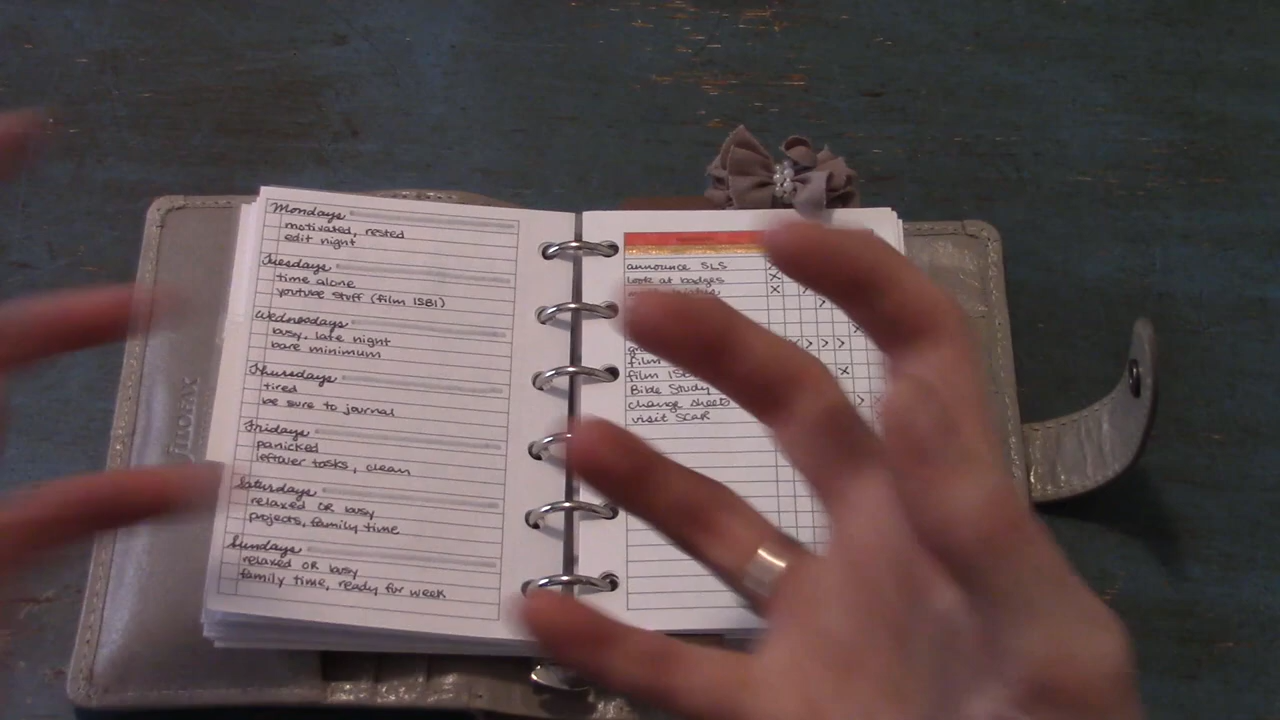 Mondays
motivated, rested
edit night
Tuesdays
time alone
youtube stuff (film ISBI)
Wednesdays
busy, late night
bare minimum
Thursdays
tired
be sure to journal
Fridays
panicked
leftover tasks, clean
Saturdays
relaxed OR busy
projects, family time
Sundays
relaxed OR busy
family time, ready for week
announce SLS
look at badges
film
film ISBI
Bible Study
change sheets
visit SCAR